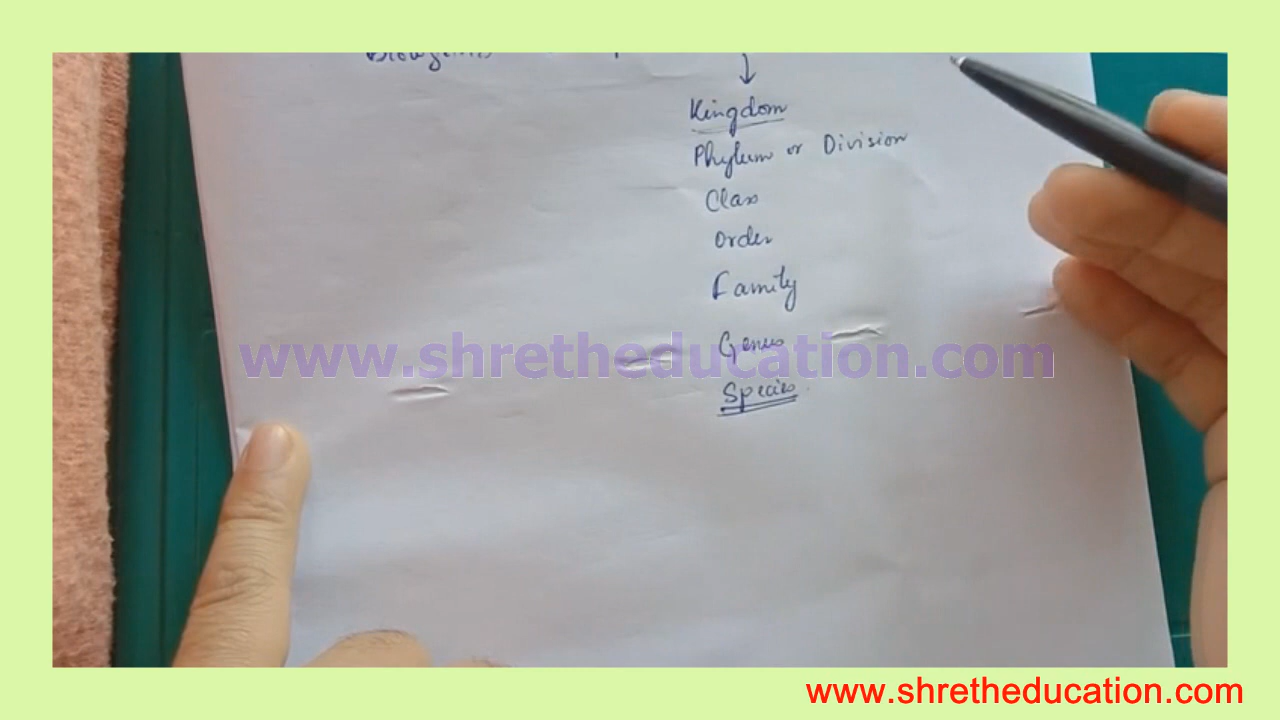 Kingdom
Phylum or Division
Class
Order
Family
Genus
Species.
www.shretheducation.com
www.shretheducation.com